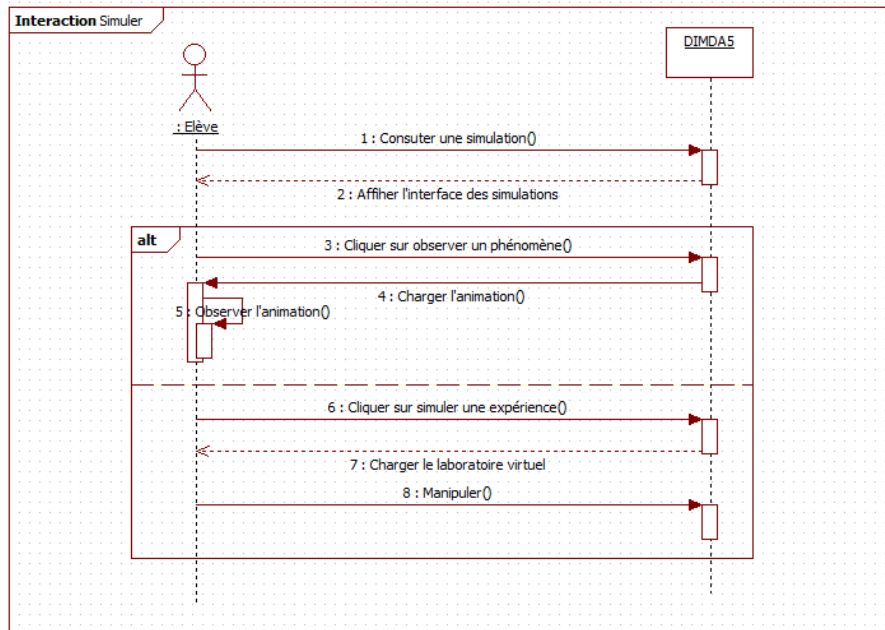 Interaction Simuler
DIMDA5
: Elève
1 : Consuter une simulation()
2 : Affiher l'interface des simulations
alt
3 : Cliquer sur observer un phénomène()
4 : Charger l'animation()
5 : Observer l'animation()
6 : Cliquer sur simuler une expérience()
7 : Charger le laboratoire virtuel
8 : Manipuler()